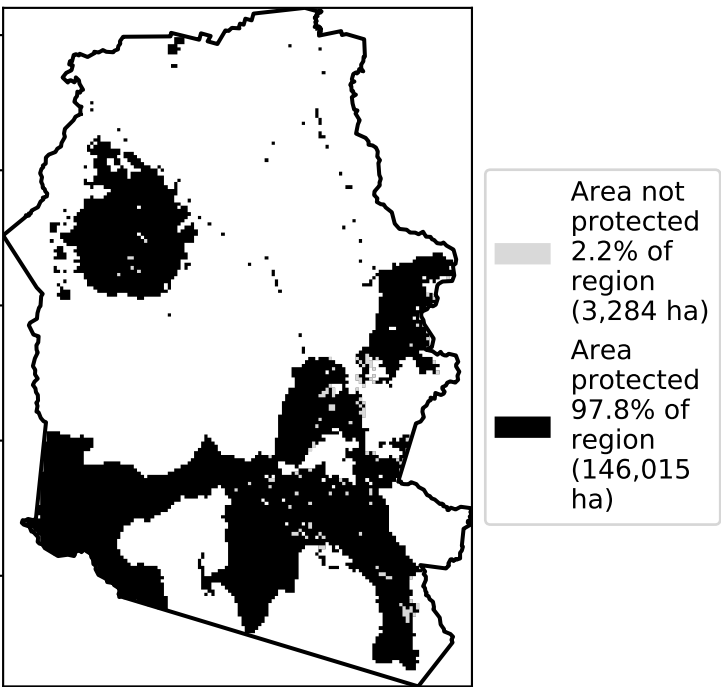 Area not
protected
2.2% of
region
(3,284 ha)
Area
protected
97.8% of
region
(146,015
ha)